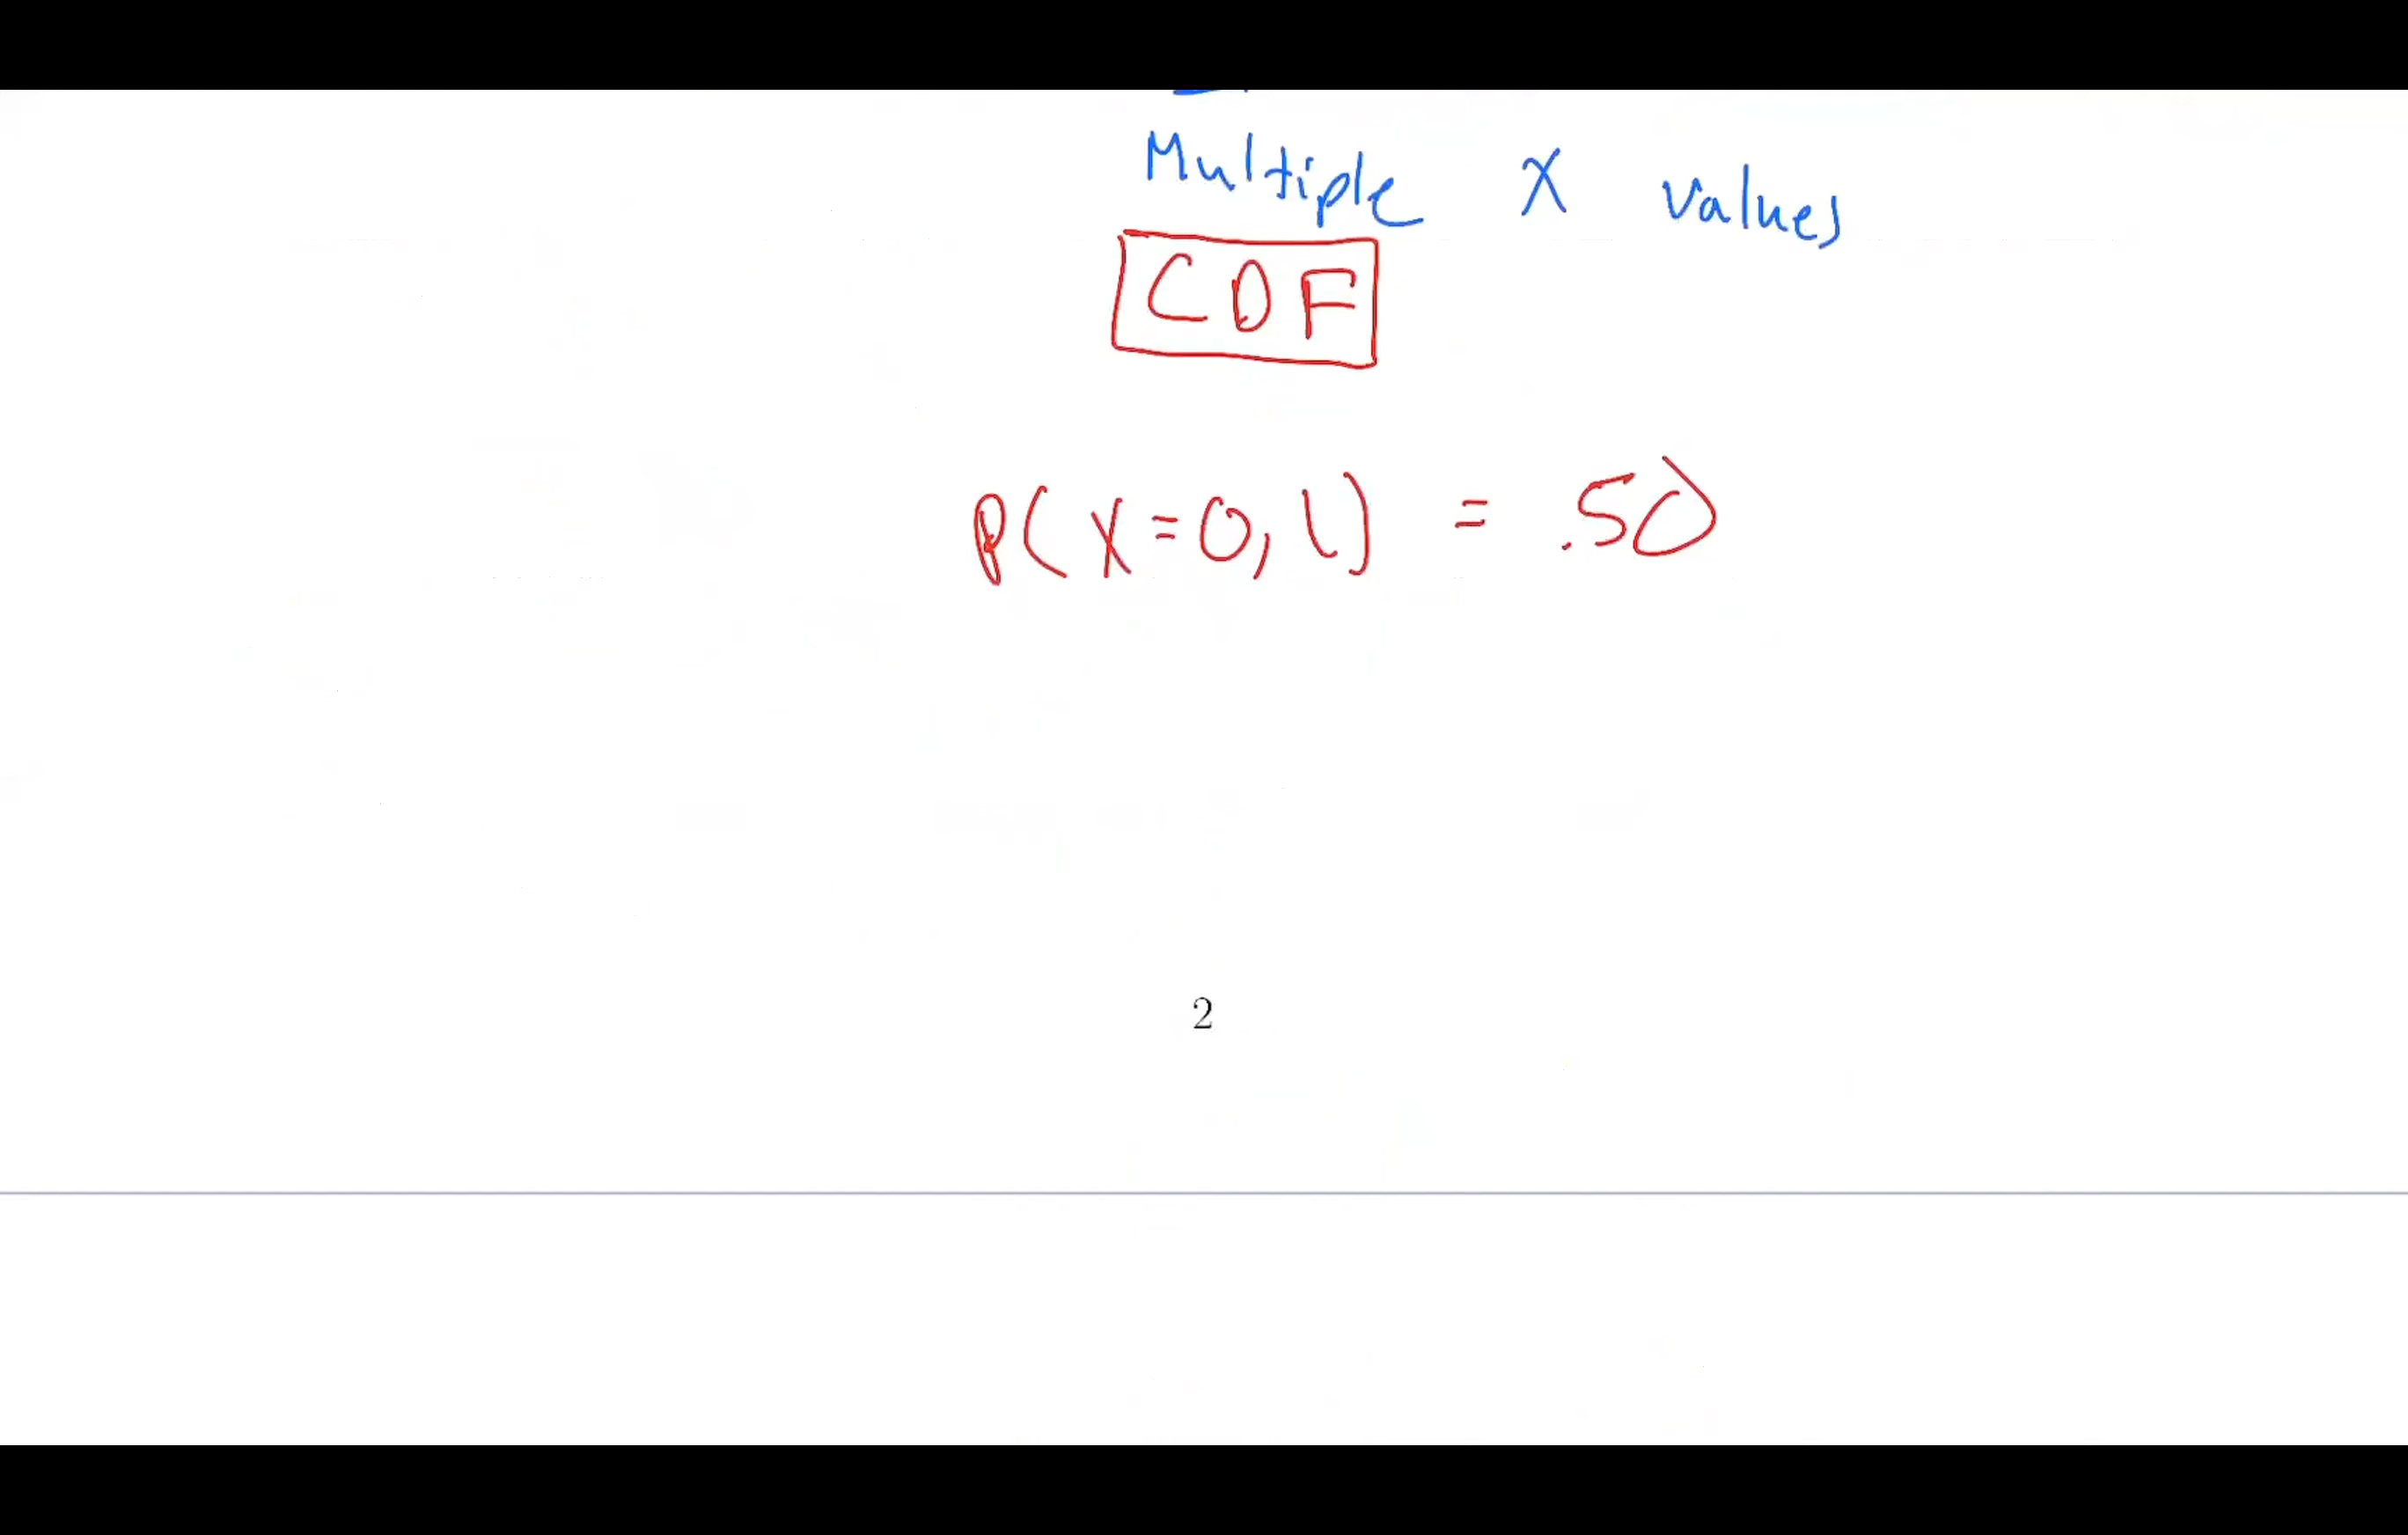 Multiple X values
CDF
P(X=0,1) = .50
2